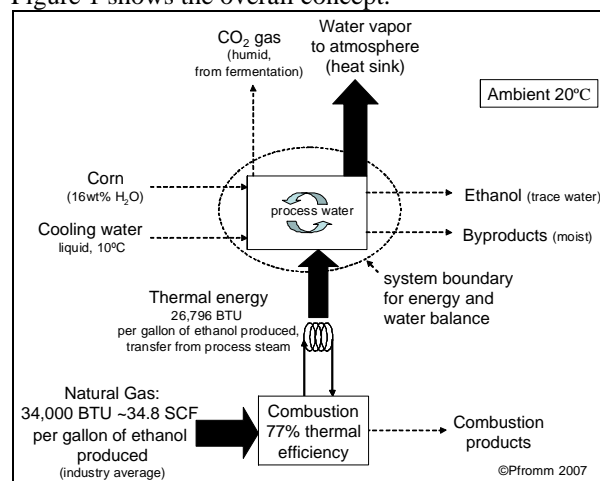 Figure 1 shows the overall concept.
CO2 gas
(humid,
from fermentation)
Water vapor
to atmosphere
(heat sink)
Ambient 20ºC
Corn
(16wt% H2O)
Cooling water
liquid, 10ºC
process water
Ethanol (trace water)
Byproducts (moist)
system boundary
for energy and
water balance
Thermal energy
26,796 BTU
per gallon of ethanol produced,
transfer from process steam
Natural Gas:
34,000 BTU ~34.8 SCF
per gallon of ethanol
produced
(industry average)
Combustion
77% thermal
efficiency
Combustion
products
©Pfromm 2007